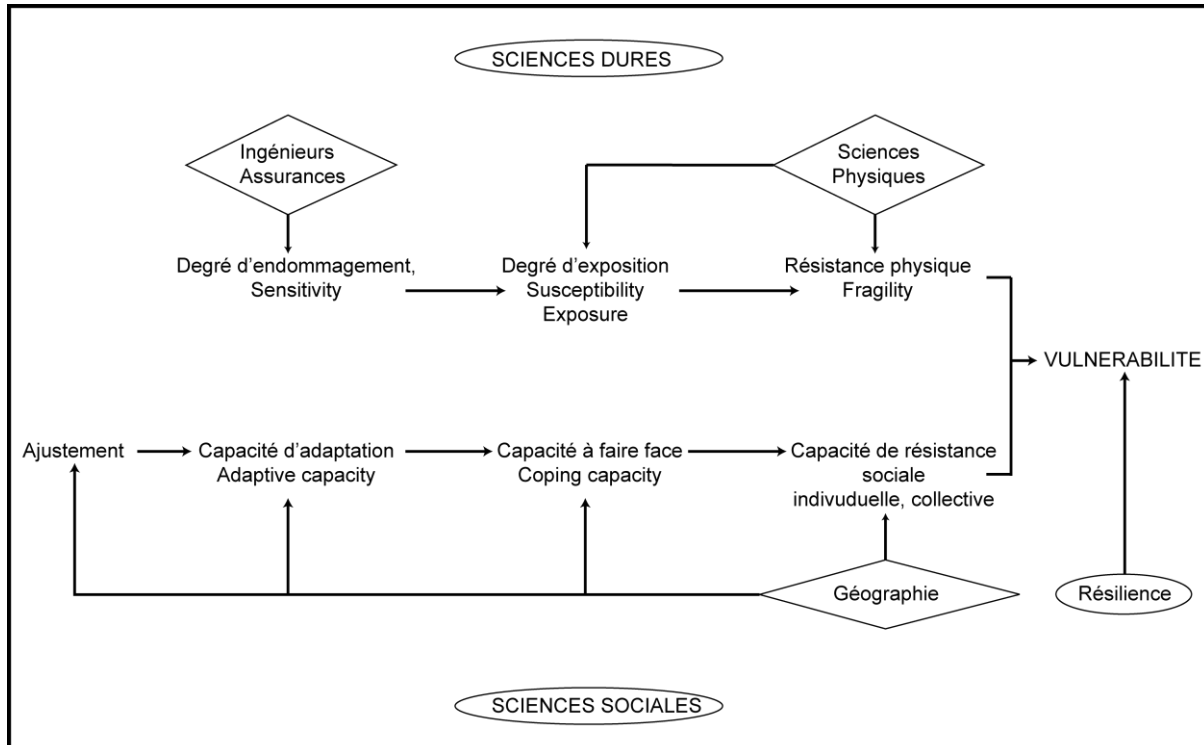 SCIENCES DURES
Ingénieurs
Assurances
Sciences
Physiques
Degré d'endommagement,
Sensitivity
Degré d'exposition
Susceptibility
Exposure
Résistance physique
Fragility
VULNERABILITE
Ajustement
Capacité d'adaptation
Adaptive capacity
Capacité à faire face
Coping capacity
Capacité de résistance
sociale
indivuduelle, collective
Géographie
Résilience
SCIENCES SOCIALES